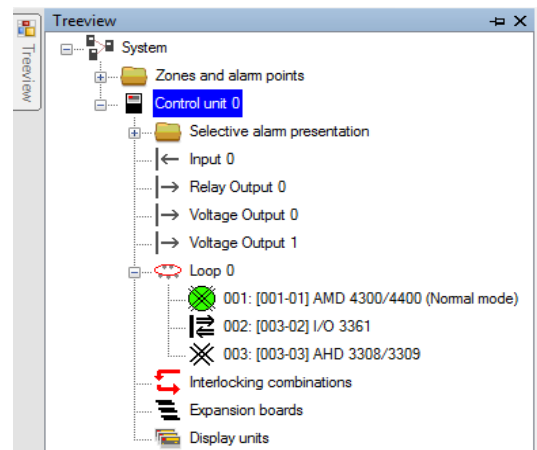 Treeview
Treeview
System
Zones and alarm points
Control unit 0
Selective alarm presentation
Input 0
Relay Output 0
Voltage Output 0
Voltage Output 1
Loop 0
001: [001-01] AMD 4300/4400 (Normal mode)
002: [003-02] I/O 3361
003: [003-03] AHD 3308/3309
Interlocking combinations
Expansion boards
Display units